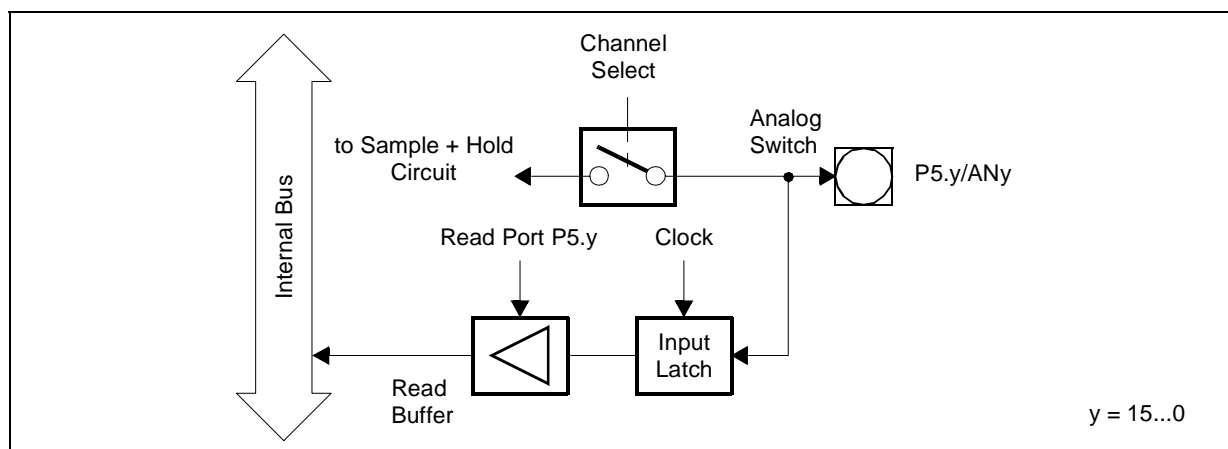 Channel
Select
Analog
Switch
to Sample + Hold
Circuit
P5.y/ANy
Internal Bus
Read Port P5.y
Clock
Input
Latch
Read
Buffer
y = 15...0